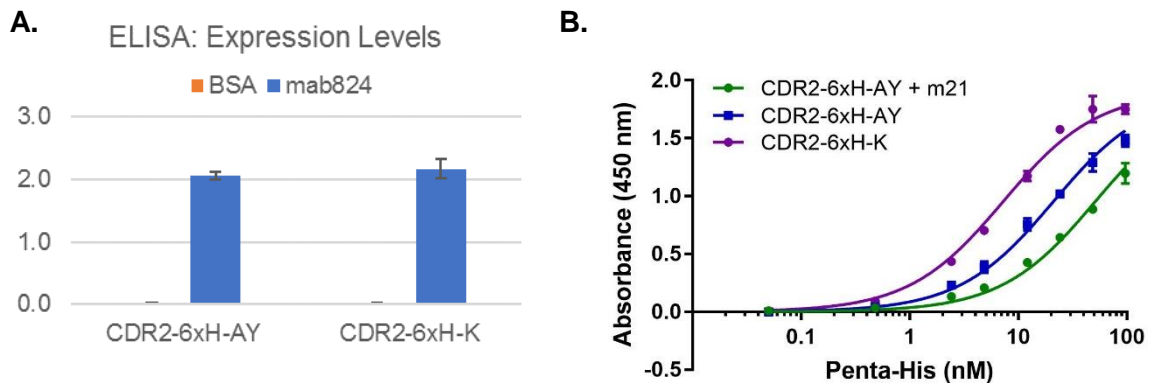 A.
ELISA: Expression Levels
BSA mab824
3.0
2.0
1.0
0.0
CDR2-6xH-AY CDR2-6xH-K
B.
CDR2-6xH-AY + m21
CDR2-6xH-AY
CDR2-6xH-K
Absorbance (450 nm)
2.0
1.5
1.0
0.5
0.0
-0.5
0.1 1 10 100
Penta-His (nM)